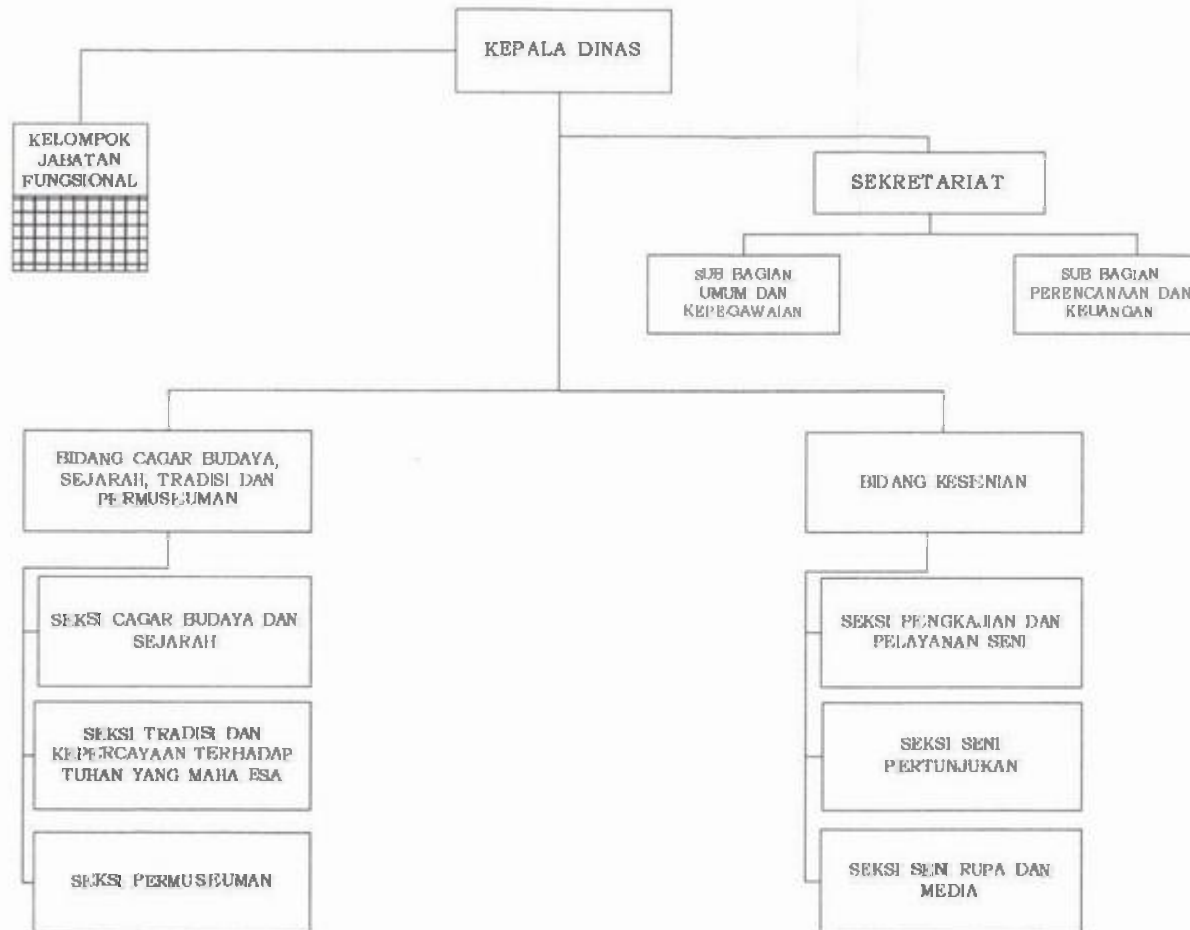 KEPALA DINAS
KELOMPOK
JABATAN
FUNGSIONAL
SEKRETARIAT
SUB BAGIAN
UMUM DAN
KEPEGAWAIAN
SUB BAGIAN
PERENCANAAN DAN
KEUANGAN
BIDANG CAGAR BUDAYA,
SEJARAH, TRADISI DAN
PERMUSEUMAN
BIDANG KESENIAN
SEKSI CAGAR BUDAYA DAN
SEJARAH
SEKSI TRADISI DAN
KEPERCAYAAN TERHADAP
TUHAN YANG MAHA ESA
SEKSI PERMUSEUMAN
SEKSI PENGKAJIAN DAN
PELAYANAN SENI
SEKSI SENI
PERTUNJUKAN
SEKSI SENI RUPA DAN
MEDIA